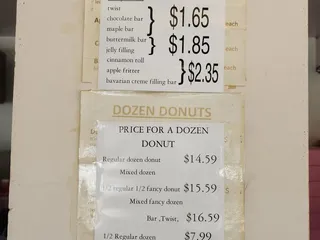 twist
chocolate bar $1.65
maple bar
buttermilk bar $1.85
jelly filling
cinnamon roll
apple fritter $2.35
bavarian creme filling bar
DOZEN DONUTS
PRICE FOR A DOZEN
DONUT
Regular dozen donut $14.59
Mixed dozen
1/2 regular 1/2 fancy donut $15.59
Mixed fancy dozen
Bar ,Twist, $16.59
1/2 Regular dozen $7.99